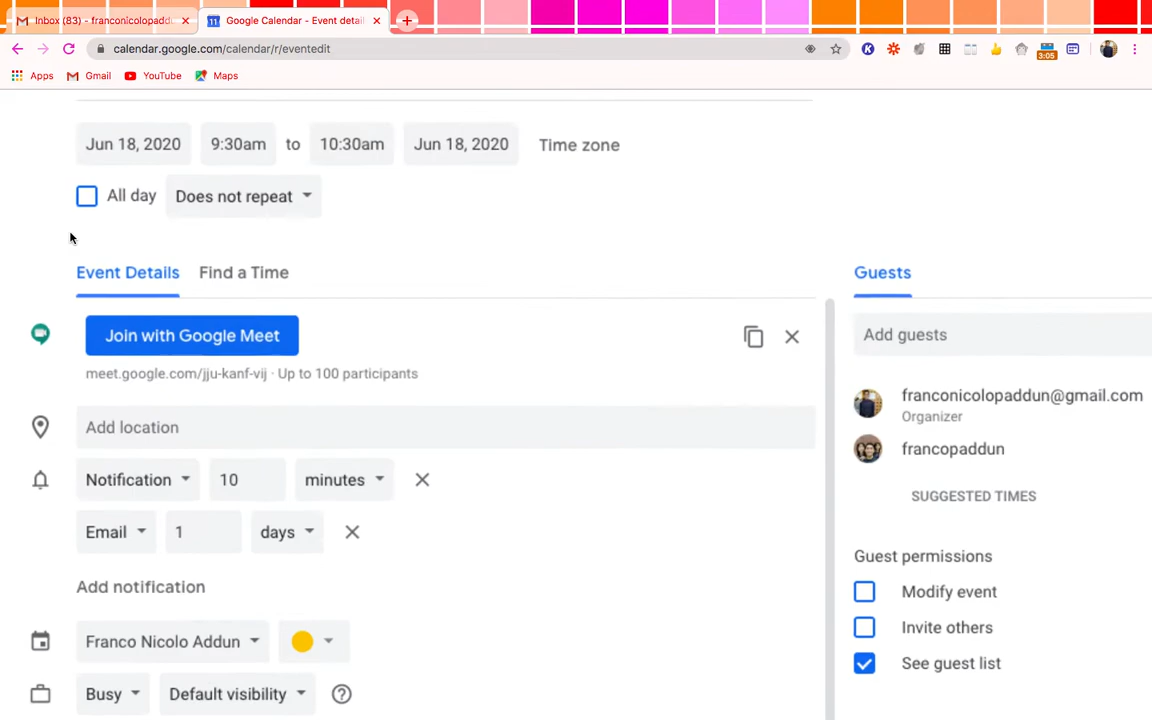 Inbox (83) - franconicolopadd
Google Calendar - Event detai
11
calendar.google.com/calendar/r/eventedit
K
3:05
Apps
Gmail
YouTube
Maps
Jun 18, 2020
9:30am
to
10:30am
Jun 18, 2020
Time zone
All day
Does not repeat
Event Details
Find a Time
Guests
Join with Google Meet
meet.google.com/jju-kanf-vij · Up to 100 participants
Add guests
franconicolopaddun@gmail.com
Organizer
francopaddun
Add location
Notification
10
minutes
SUGGESTED TIMES
Email
1
days
Guest permissions
Add notification
Modify event
Invite others
Franco Nicolo Addun
See guest list
Busy
Default visibility
?